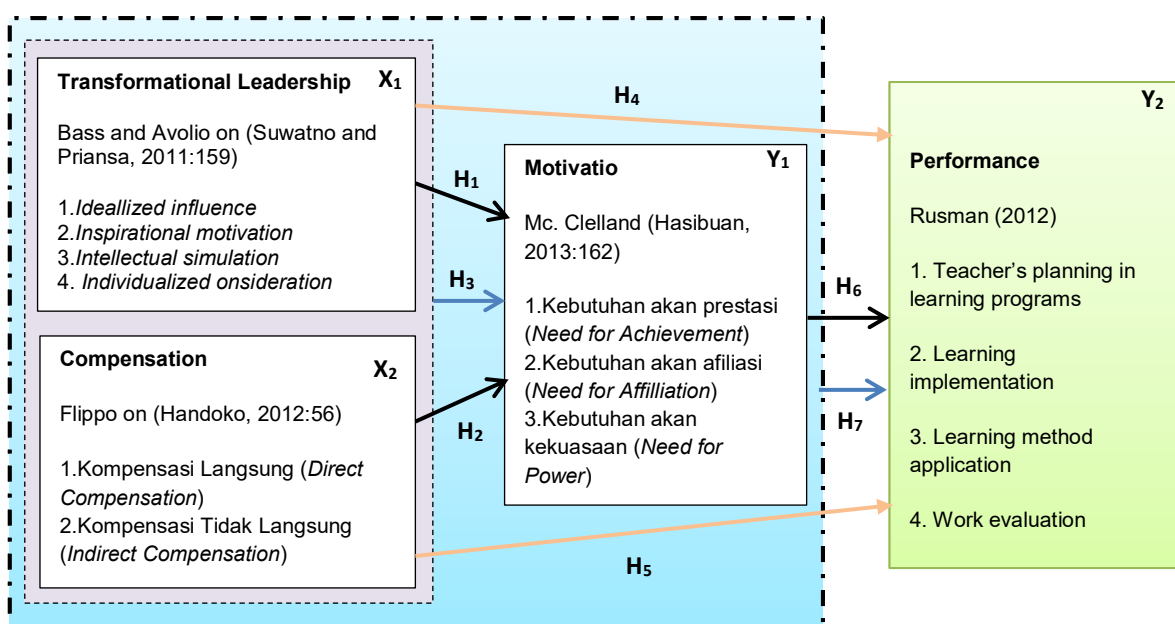 Transformational Leadership
X1
Bass and Avolio on (Suwatno and
Priansa, 2011:159)
1.Ideallized influence
2.Inspirational motivation
3.Intellectual simulation
4. Individualized onsideration
Compensation
X2
Flippo on (Handoko, 2012:56)
1.Kompensasi Langsung (Direct
Compensation)
2.Kompensasi Tidak Langsung
(Indirect Compensation)
H1
H3
H2
H4
Y1
Motivatio
Mc. Clelland (Hasibuan,
2013:162)
1.Kebutuhan akan prestasi
(Need for Achievement)
2.Kebutuhan akan afiliasi
(Need for Affilliation)
3.Kebutuhan akan
kekuasaan (Need for
Power)
H5
H6
H7
Y2
Performance
Rusman (2012)
1. Teacher’s planning in
learning programs
2. Learning
implementation
3. Learning method
application
4. Work evaluation